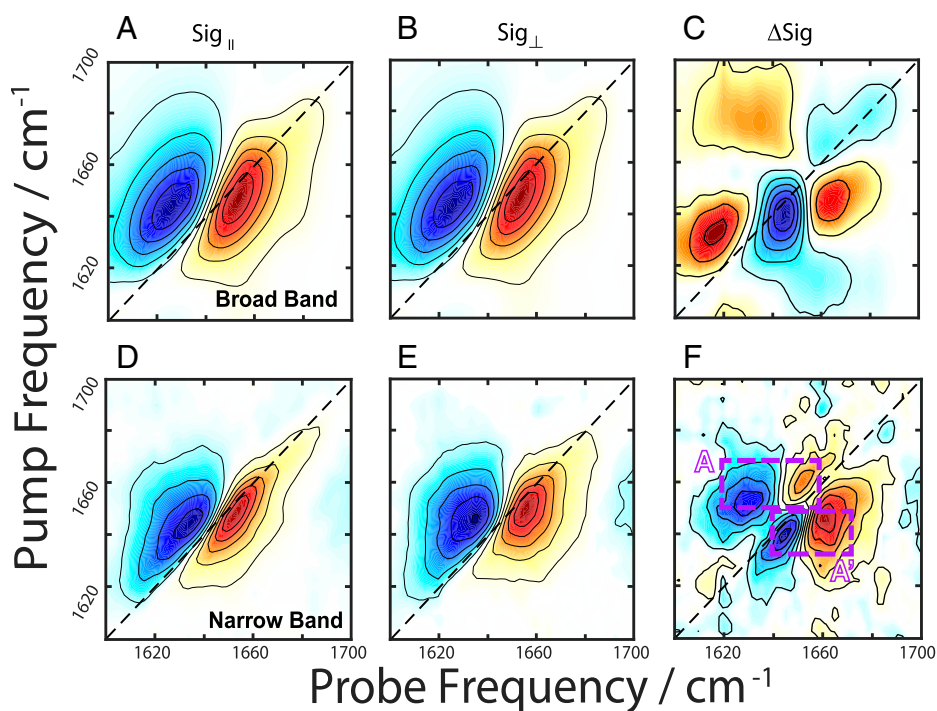 A
Sig∥
B
Sig⊥
C
ΔSig
1700
1660
1620
Broad Band
D
E
F
1700
1660
1620
Narrow Band
A
A'
1620
1660
1700
1620
1660
1700
1620
1660
1700
Pump Frequency / cm⁻¹
Probe Frequency / cm⁻¹